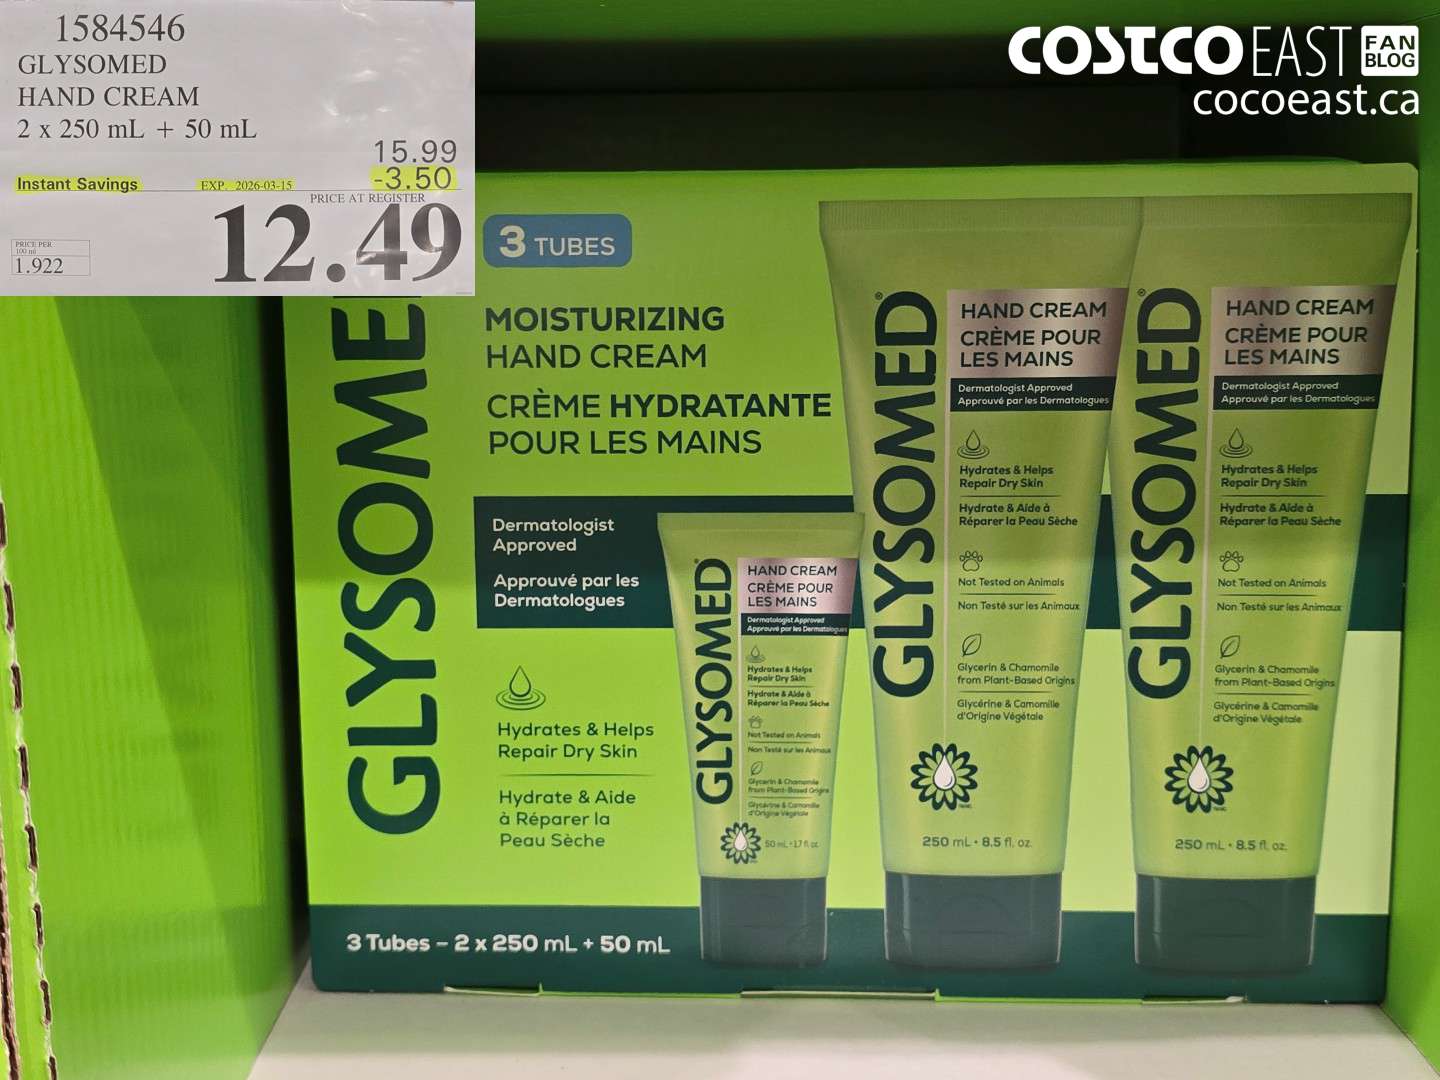 1584546
GLYSOMED
HAND CREAM
2 x 250 mL + 50 mL
15.99
Instant Savings EXP. 2026-03-15 -3.50
PRICE AT REGISTER
12.49
PRICE PER
100 ml
1.922
COSTCO EAST FAN BLOG
cocoeast.ca
GLYSOMED
3 TUBES
MOISTURIZING
HAND CREAM
CRÈME HYDRATANTE
POUR LES MAINS
Dermatologist
Approved
Approuvé par les
Dermatologues
Hydrates & Helps
Repair Dry Skin
Hydrate & Aide
à Réparer la
Peau Sèche
3 Tubes – 2 x 250 mL + 50 mL
GLYSOMED
HAND CREAM
CRÈME POUR
LES MAINS
Dermatologist Approved
Approuvé par les Dermatologues
Hydrates & Helps
Repair Dry Skin
Hydrate & Aide à
Réparer la Peau Sèche
Not Tested on Animals
Non Testé sur les Animaux
Glycerin & Chamomile
from Plant-Based Origins
Glycérine & Camomille
d'Origine Végétale
50 mL • 1.7 fl. oz.
GLYSOMED®
HAND CREAM
CRÈME POUR
LES MAINS
Dermatologist Approved
Approuvé par les Dermatologues
Hydrates & Helps
Repair Dry Skin
Hydrate & Aide à
Réparer la Peau Sèche
Not Tested on Animals
Non Testé sur les Animaux
Glycerin & Chamomile
from Plant-Based Origins
Glycérine & Camomille
d'Origine Végétale
250 mL • 8.5 fl. oz.
GLYSOMED®
HAND CREAM
CRÈME POUR
LES MAINS
Dermatologist Approved
Approuvé par les Dermatologues
Hydrates & Helps
Repair Dry Skin
Hydrate & Aide à
Réparer la Peau Sèche
Not Tested on Animals
Non Testé sur les Animaux
Glycerin & Chamomile
from Plant-Based Origins
Glycérine & Camomille
d'Origine Végétale
250 mL • 8.5 fl. oz.